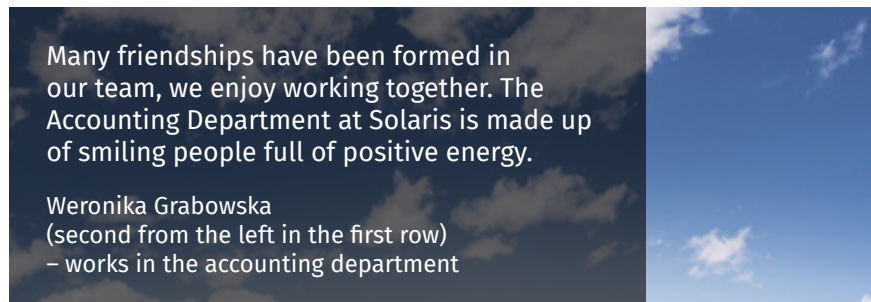 Many friendships have been formed in
our team, we enjoy working together. The
Accounting Department at Solaris is made up
of smiling people full of positive energy.
Weronika Grabowska
(second from the left in the first row)
– works in the accounting department